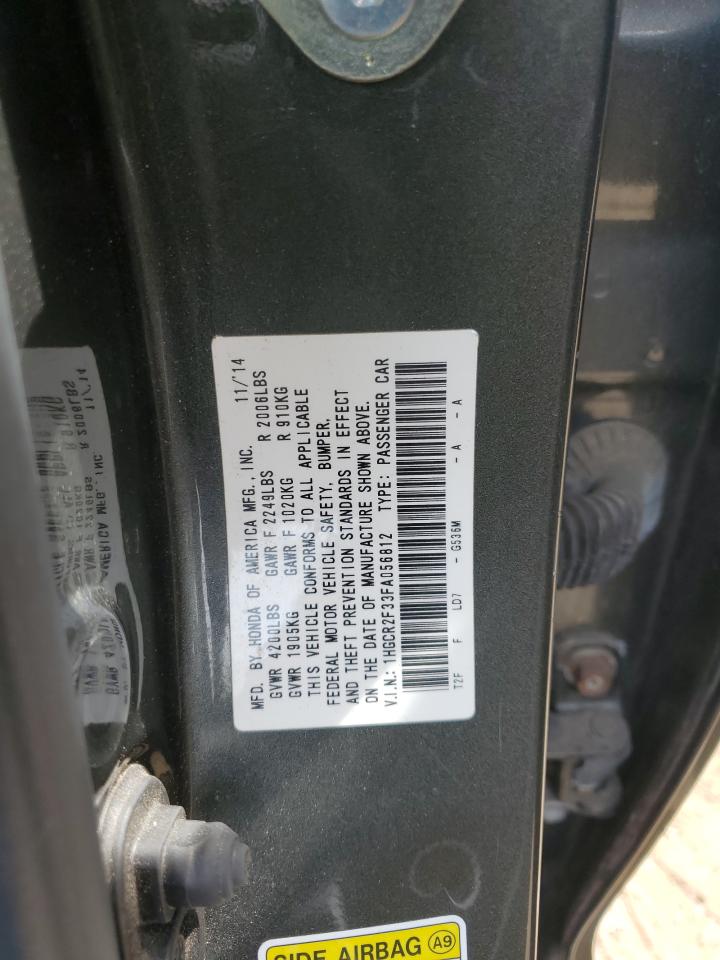 MFD. BY HONDA OF AMERICA MFG., INC. 11/'14
GVWR 4200LBS GAWR F 2249LBS R 2006LBS
GVWR 1905KG GAWR F 1020KG R 910KG
THIS VEHICLE CONFORMS TO ALL APPLICABLE
FEDERAL MOTOR VEHICLE SAFETY, BUMPER,
AND THEFT PREVENTION STANDARDS IN EFFECT
ON THE DATE OF MANUFACTURE SHOWN ABOVE.
V.I.N.: 1HGCR2F33FA056812 TYPE: PASSENGER CAR
T2F F LD7 - G536M - A - A
SIDE AIRBAG A9